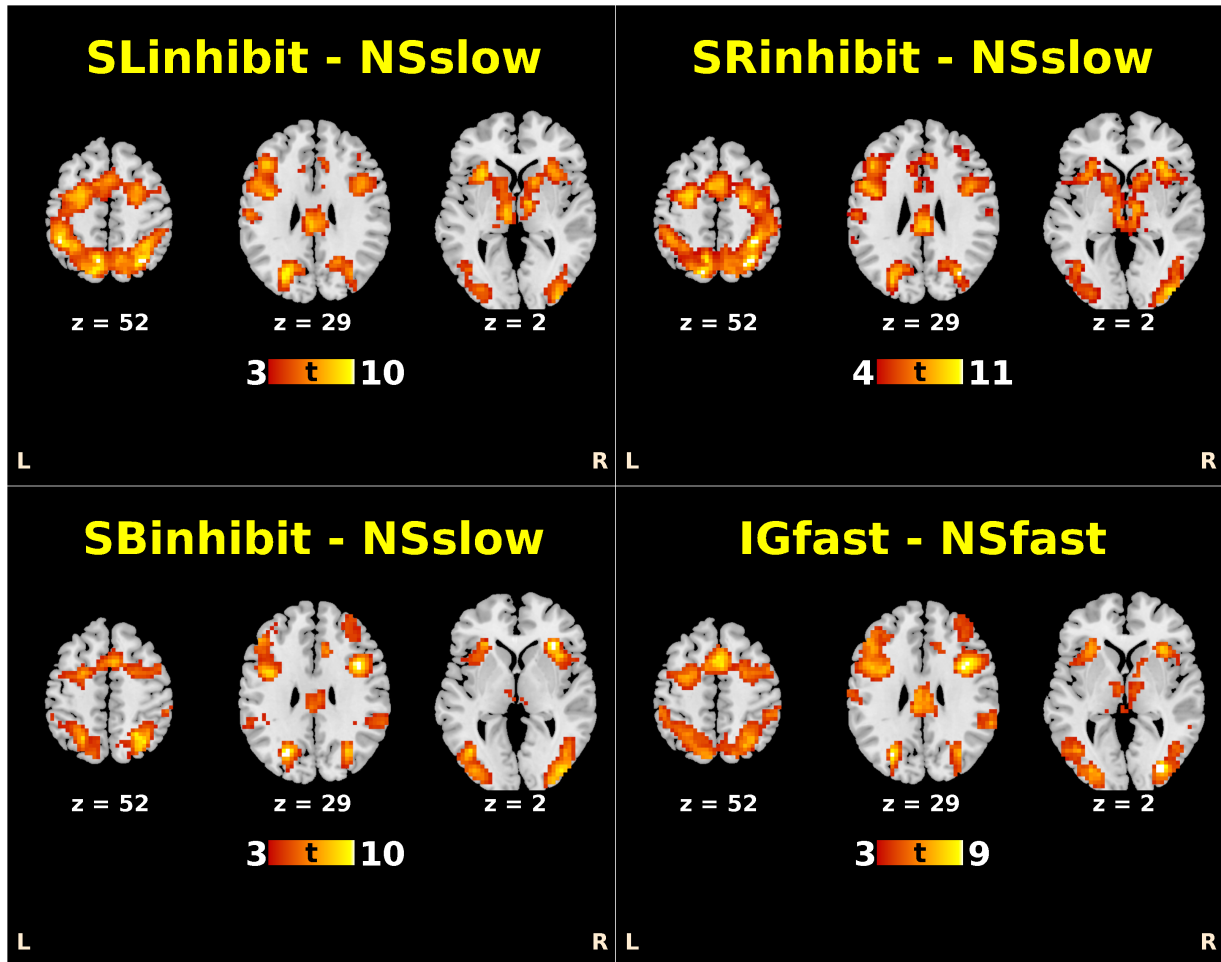 SLinhibit - NSslow
z = 52 z = 29 z = 2
3 t 10
L R
SRinhibit - NSslow
z = 52 z = 29 z = 2
4 t 11
L R
SBinhibit - NSslow
z = 52 z = 29 z = 2
3 t 10
L R
IGfast - NSfast
z = 52 z = 29 z = 2
3 t 9
L R